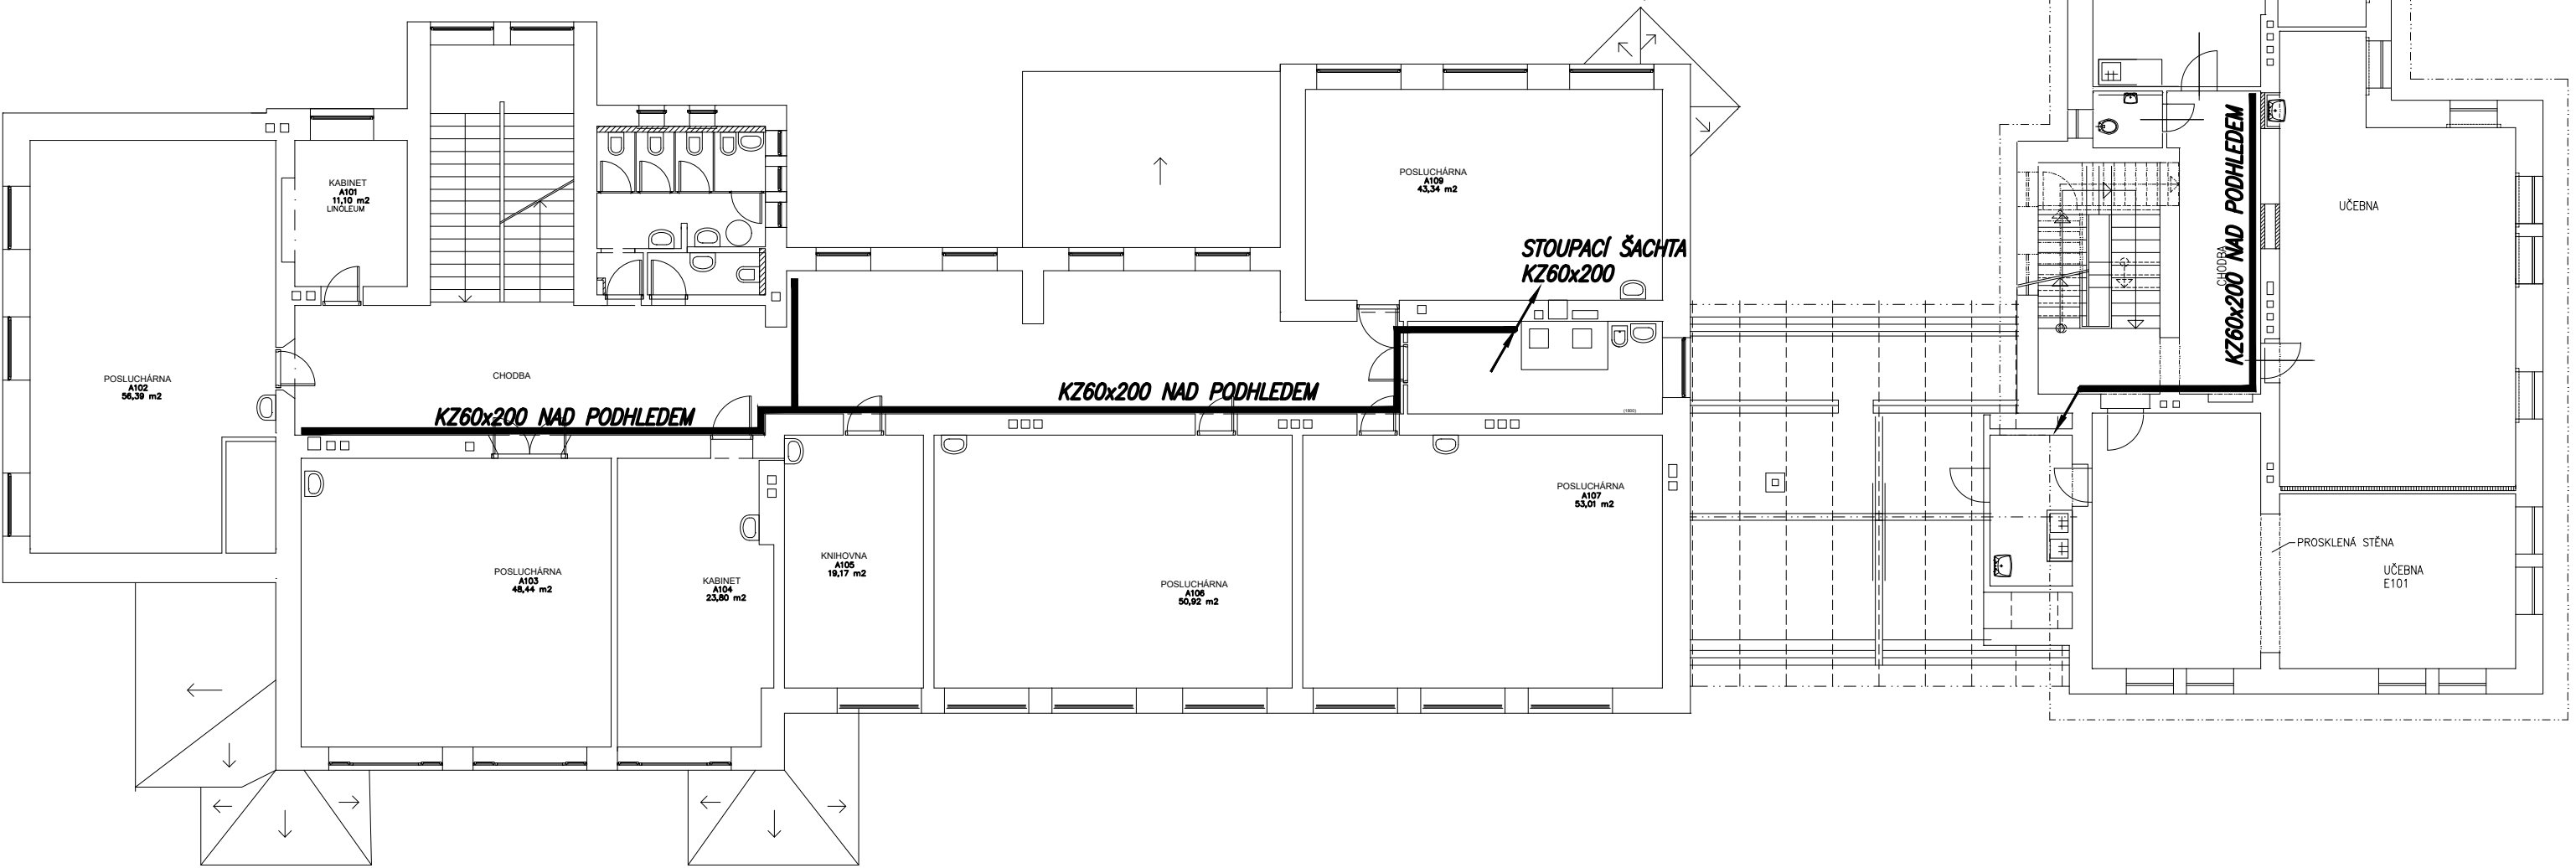 KABINET
A101
11,10 m2
LINOLEUM
POSLUCHÁRNA
A102
56,39 m2
CHODBA
KZ60x200 NAD PODHLEDEM
KZ60x200 NAD PODHLEDEM
POSLUCHÁRNA
A109
43,34 m2
STOUPACÍ ŠACHTA
KZ60x200
POSLUCHÁRNA
A103
48,44 m2
KABINET
A104
23,80 m2
KNIHOVNA
A105
19,17 m2
POSLUCHÁRNA
A106
50,92 m2
POSLUCHÁRNA
A107
53,01 m2
CHODBA
KZ60x200 NAD PODHLEDEM
UČEBNA
PROSKLENÁ STĚNA
UČEBNA
E101